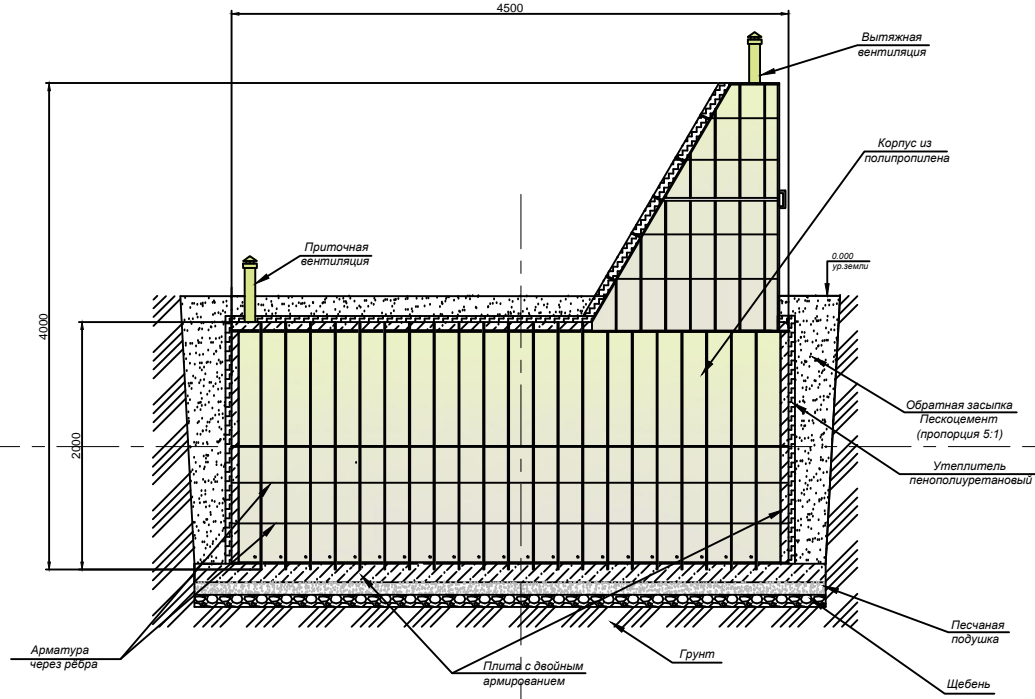 4500
Вытяжная
вентиляция
Корпус из
полипропилена
Приточная
вентиляция
0.000
ур.земли
4000
2000
Обратная засыпка
Пескоцемент
(пропорция 5:1)
Утеплитель
пенополиуретановый
Песчаная
подушка
Арматура
через рёбра
Плита с двойным
армированием
Грунт
Щебень